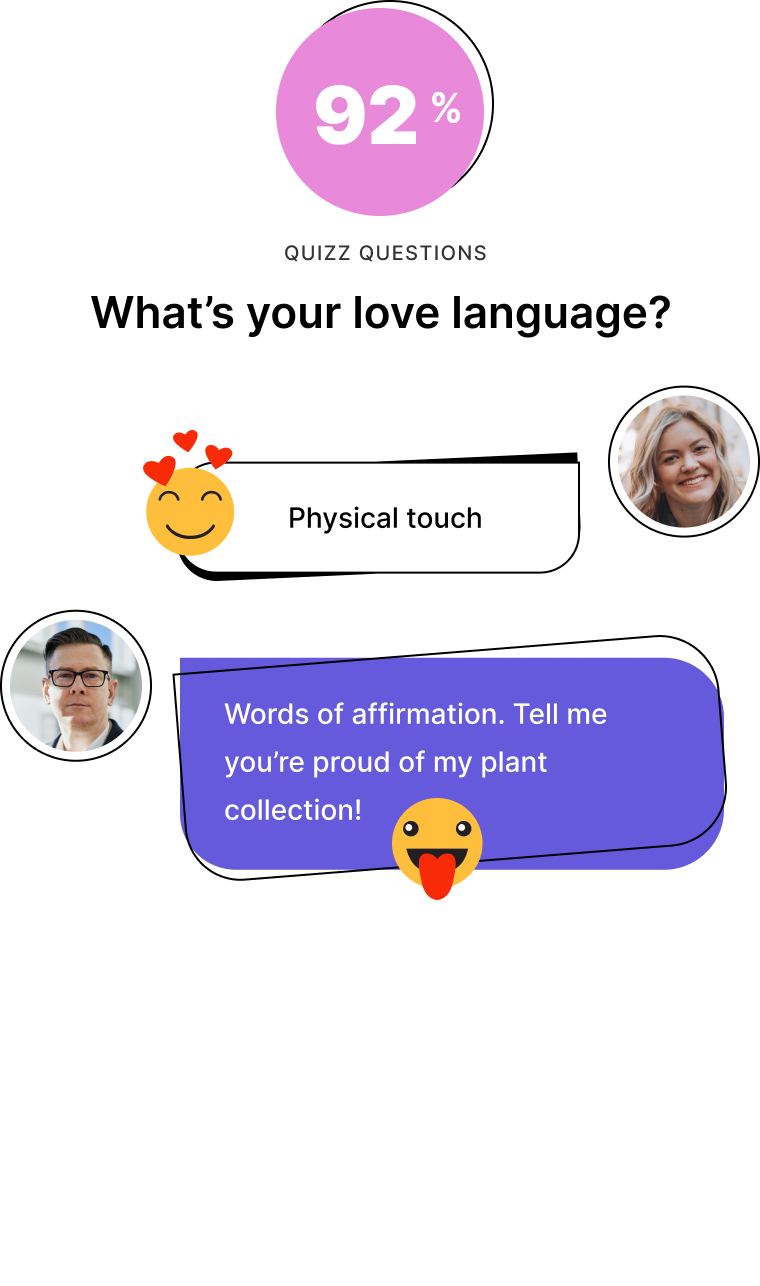 92 %
QUIZZ QUESTIONS
What’s your love language?
Physical touch
Words of affirmation. Tell me
you’re proud of my plant
collection!